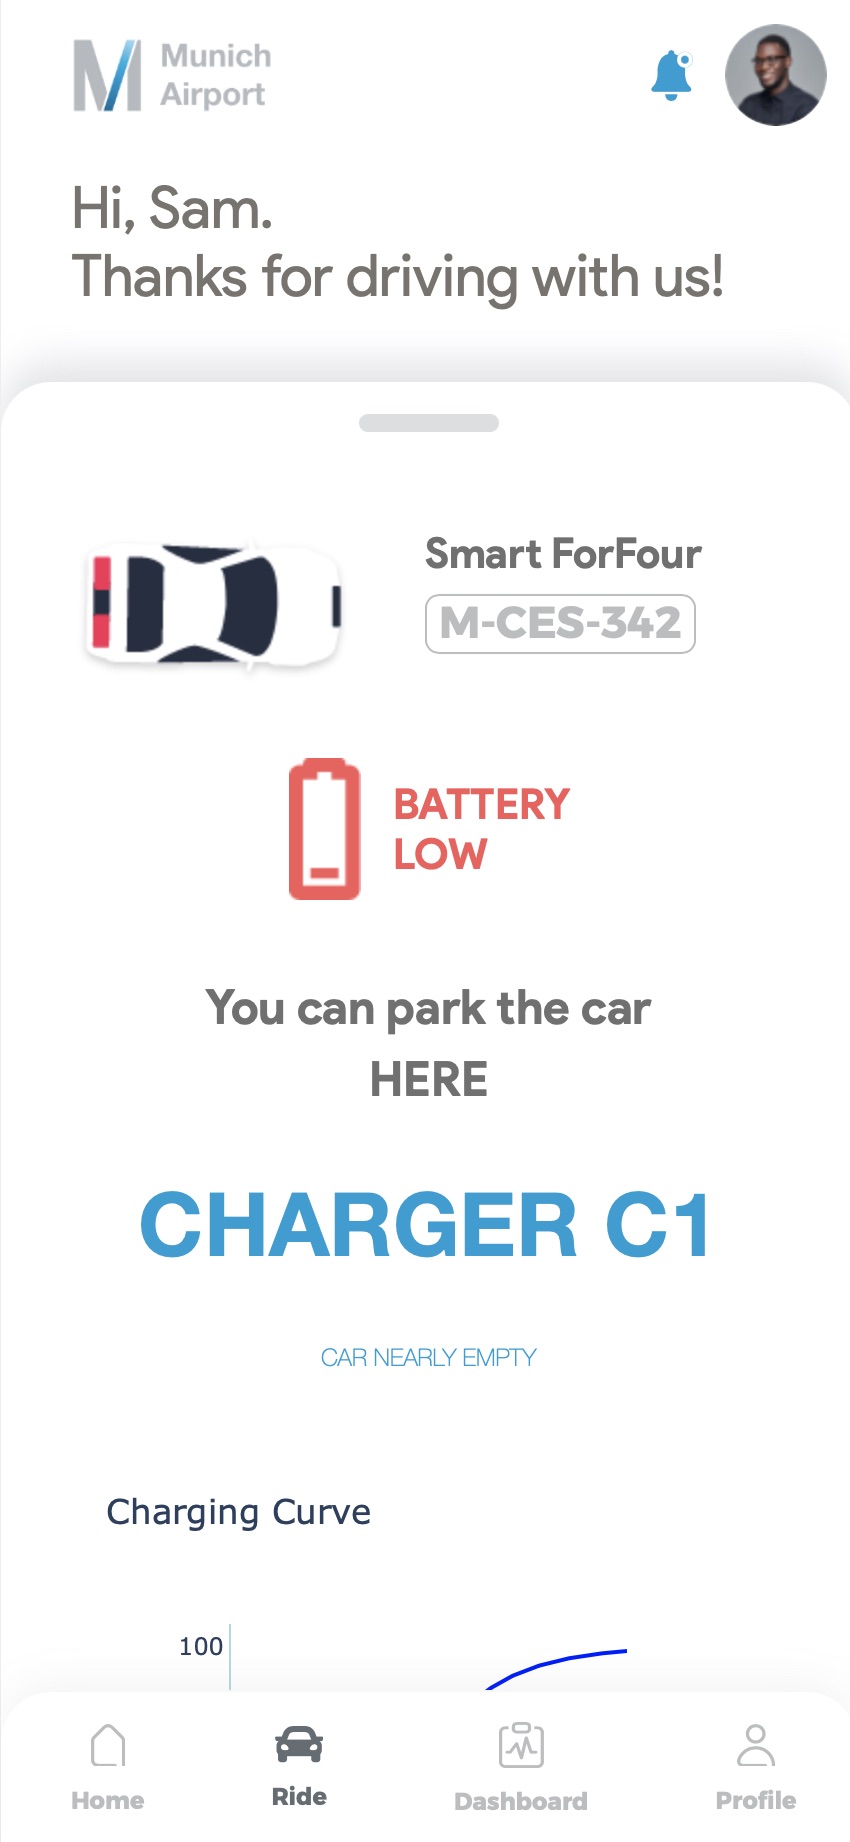 Munich
Airport
Hi, Sam.
Thanks for driving with us!
Smart ForFour
M-CES-342
BATTERY
LOW
You can park the car
HERE
CHARGER C1
CAR NEARLY EMPTY
Charging Curve
100
Home
Ride
Dashboard
Profile